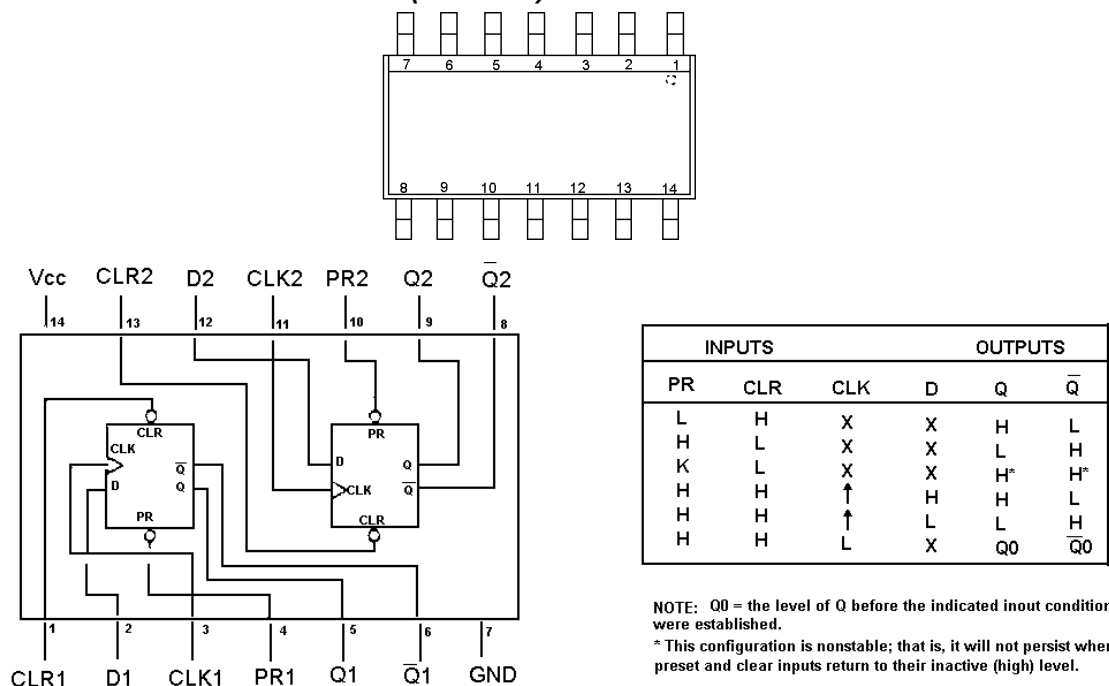 7 6 5 4 3 2 1
8 9 10 11 12 13 14
Vcc CLR2 D2 CLK2 PR2 Q2 Q̅2
14 13 12 11 10 9 8
CLR
CLK
D
Q̅
Q
PR
PR
D
Q
CLK
Q̅
CLR
1 2 3 4 5 6 7
CLR1 D1 CLK1 PR1 Q1 Q̅1 GND
INPUTS OUTPUTS
PR CLR CLK D Q Q̅
L H X X H L
H L X X L H
K L X X H* H*
H H ↑ H H L
H H ↑ L L H
H H L X Q0 Q̅0
NOTE: Q0 = the level of Q before the indicated inout condition
were established.
* This configuration is nonstable; that is, it will not persist when
preset and clear inputs return to their inactive (high) level.